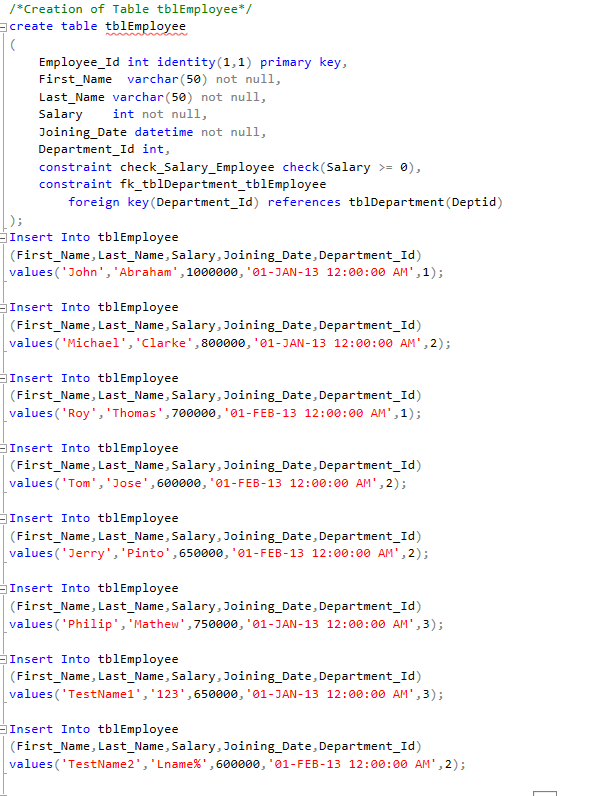 /*Creation of Table tblEmployee*/
create table tblEmployee
(
Employee_Id int identity(1,1) primary key,
First_Name  varchar(50) not null,
Last_Name varchar(50) not null,
Salary    int not null,
Joining_Date datetime not null,
Department_Id int,
constraint check_Salary_Employee check(Salary >= 0),
constraint fk_tblDepartment_tblEmployee
foreign key(Department_Id) references tblDepartment(Deptid)
);
Insert Into tblEmployee
(First_Name,Last_Name,Salary,Joining_Date,Department_Id)
values('John','Abraham',1000000,'01-JAN-13 12:00:00 AM',1);
Insert Into tblEmployee
(First_Name,Last_Name,Salary,Joining_Date,Department_Id)
values('Michael','Clarke',800000,'01-JAN-13 12:00:00 AM',2);
Insert Into tblEmployee
(First_Name,Last_Name,Salary,Joining_Date,Department_Id)
values('Roy','Thomas',700000,'01-FEB-13 12:00:00 AM',1);
Insert Into tblEmployee
(First_Name,Last_Name,Salary,Joining_Date,Department_Id)
values('Tom','Jose',600000,'01-FEB-13 12:00:00 AM',2);
Insert Into tblEmployee
(First_Name,Last_Name,Salary,Joining_Date,Department_Id)
values('Jerry','Pinto',650000,'01-FEB-13 12:00:00 AM',2);
Insert Into tblEmployee
(First_Name,Last_Name,Salary,Joining_Date,Department_Id)
values('Philip','Mathew',750000,'01-JAN-13 12:00:00 AM',3);
Insert Into tblEmployee
(First_Name,Last_Name,Salary,Joining_Date,Department_Id)
values('TestName1','123',650000,'01-JAN-13 12:00:00 AM',3);
Insert Into tblEmployee
(First_Name,Last_Name,Salary,Joining_Date,Department_Id)
values('TestName2','Lname%',600000,'01-FEB-13 12:00:00 AM',2);